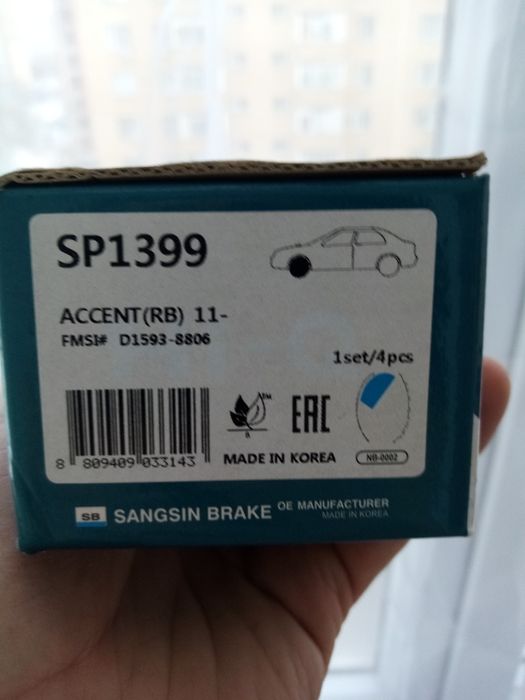 SP1399
ACCENT(RB) 11-
FMSI# D1593-8806
1set/4pcs
8 809409 033143
TM
EAC
MADE IN KOREA
NB-0002
SB SANGSIN BRAKE OE MANUFACTURER
MADE IN KOREA